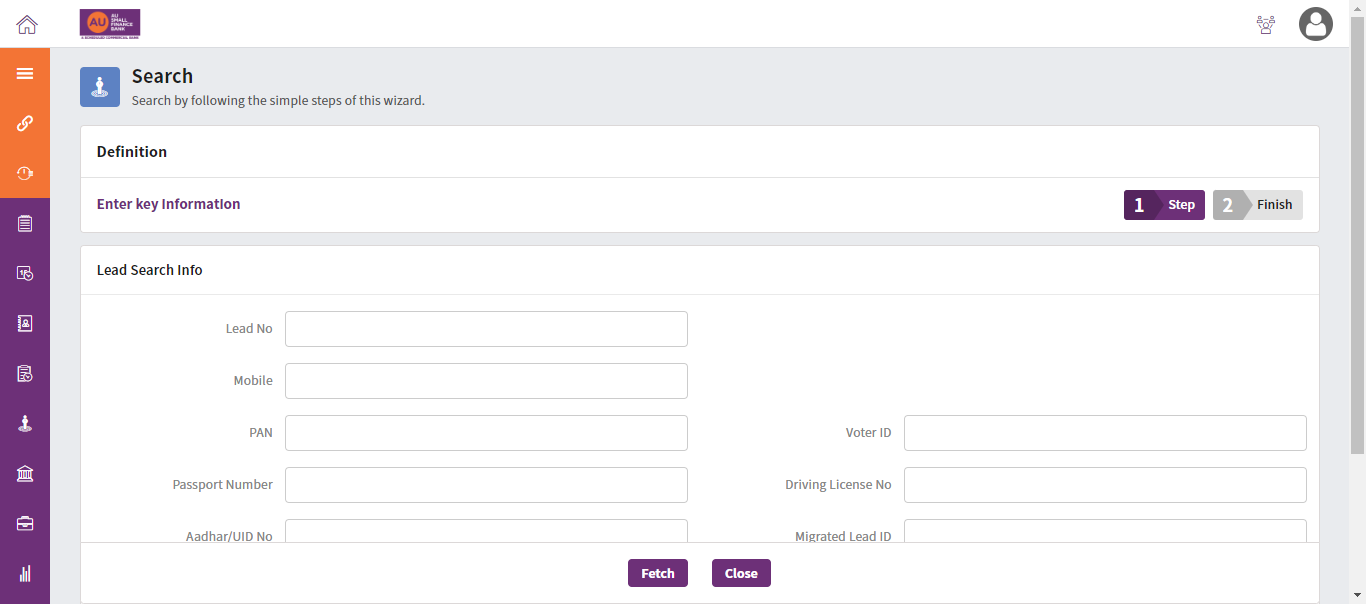 AU
AU
SMALL
FINANCE
BANK
A SCHEDULED COMMERCIAL BANK
Search
Search by following the simple steps of this wizard.
Definition
Enter key Information
1 Step 2 Finish
Lead Search Info
Lead No
Mobile
PAN Voter ID
Passport Number Driving License No
Aadhar/UID No Migrated Lead ID
Fetch Close